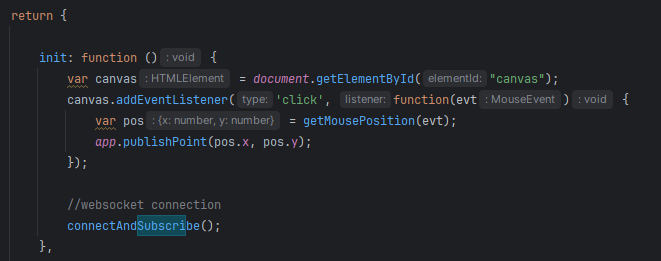 return {
init: function () : void {
var canvas : HTMLElement = document.getElementById( elementId: "canvas");
canvas.addEventListener( type: 'click', listener: function(evt : MouseEvent ) : void {
var pos : {x: number, y: number} = getMousePosition(evt);
app.publishPoint(pos.x, pos.y);
});
//websocket connection
connectAndSubscribe();
},